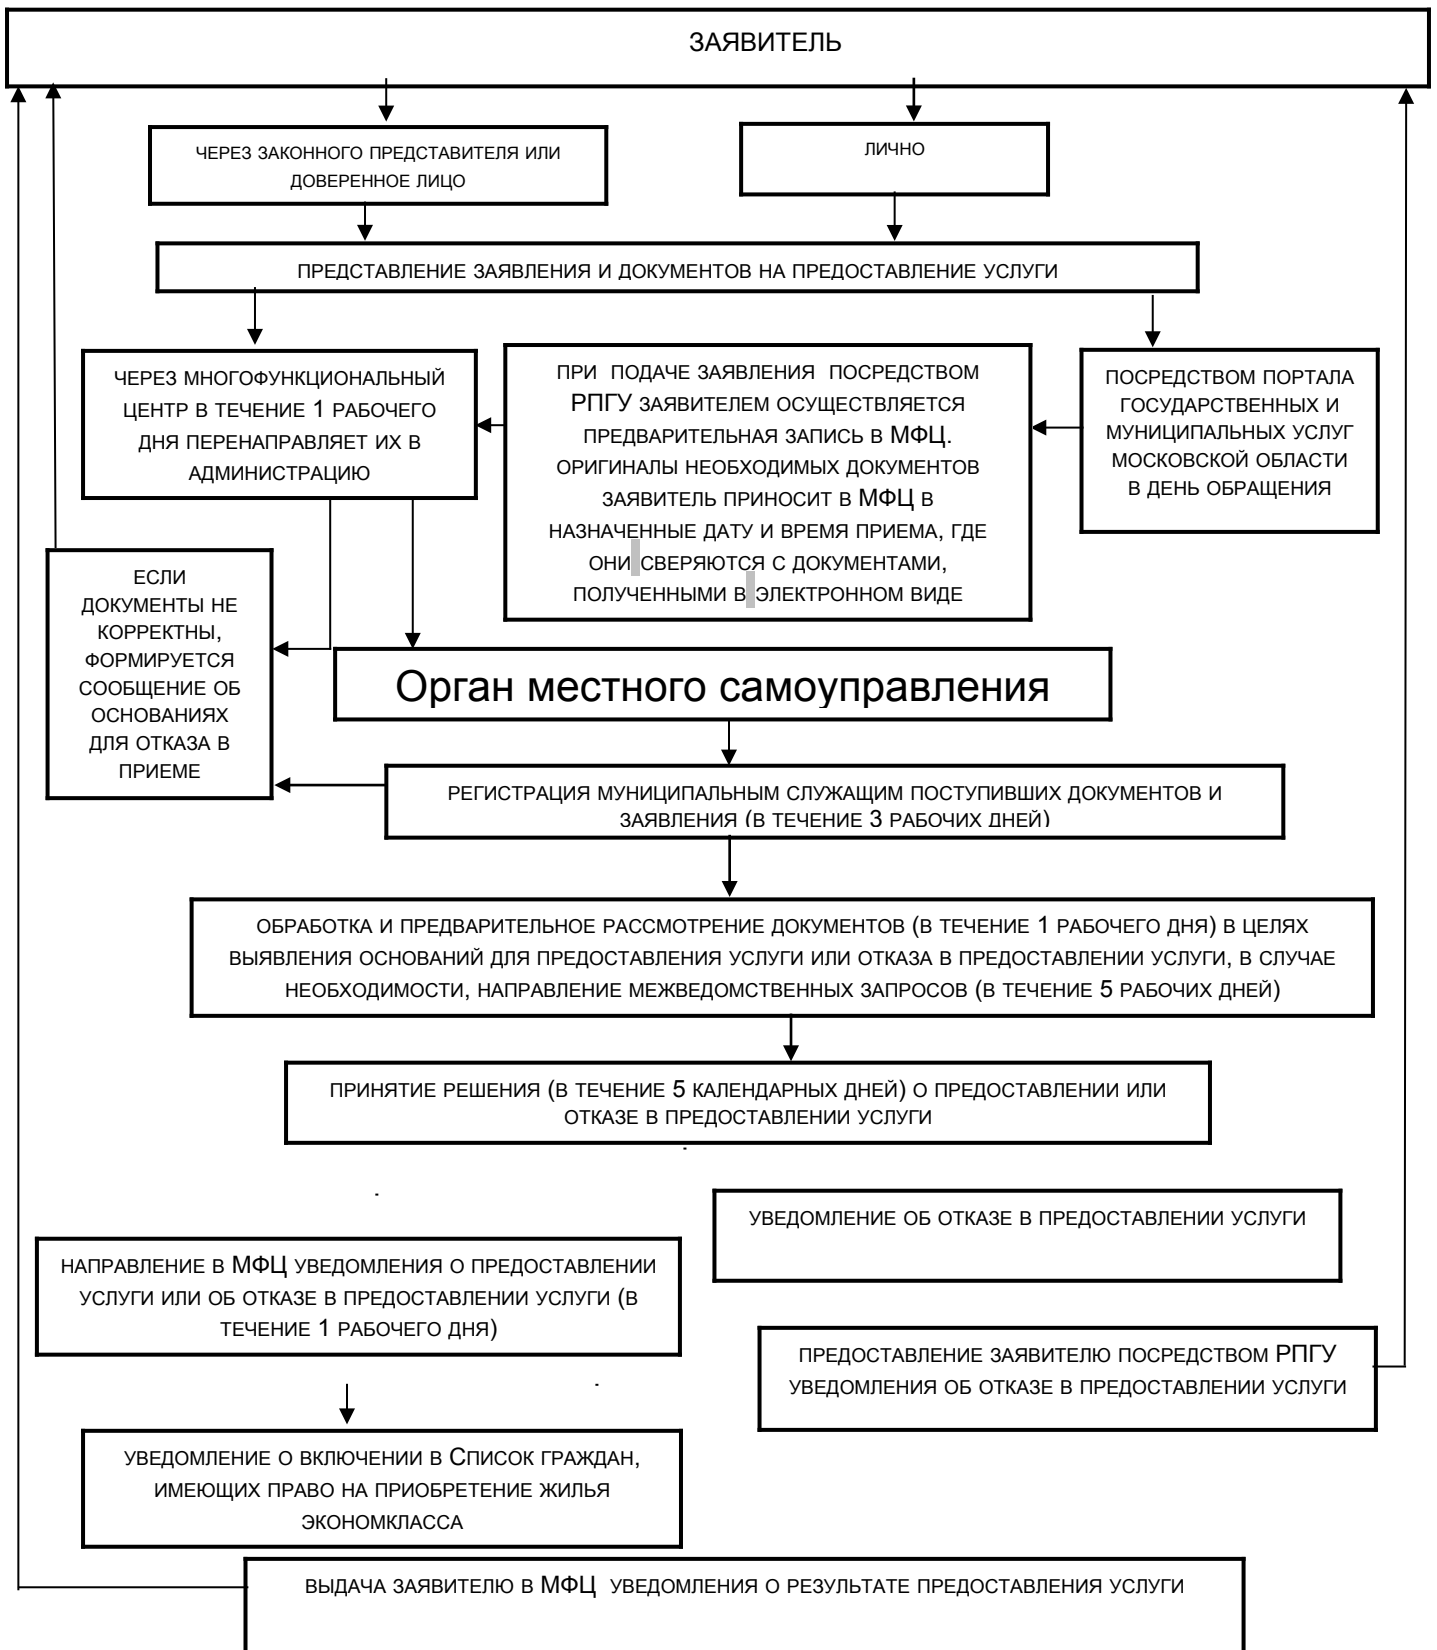 ЗАЯВИТЕЛЬ
ЧЕРЕЗ ЗАКОННОГО ПРЕДСТАВИТЕЛЯ ИЛИ
ДОВЕРЕННОЕ ЛИЦО
ЛИЧНО
ПРЕДСТАВЛЕНИЕ ЗАЯВЛЕНИЯ И ДОКУМЕНТОВ НА ПРЕДОСТАВЛЕНИЕ УСЛУГИ
ЧЕРЕЗ МНОГОФУНКЦИОНАЛЬНЫЙ
ЦЕНТР В ТЕЧЕНИЕ 1 РАБОЧЕГО
ДНЯ ПЕРЕНАПРАВЛЯЕТ ИХ В
АДМИНИСТРАЦИЮ
ПРИ ПОДАЧЕ ЗАЯВЛЕНИЯ ПОСРЕДСТВОМ
РПГУ ЗАЯВИТЕЛЕМ ОСУЩЕСТВЛЯЕТСЯ
ПРЕДВАРИТЕЛЬНАЯ ЗАПИСЬ В МФЦ.
ОРИГИНАЛЫ НЕОБХОДИМЫХ ДОКУМЕНТОВ
ЗАЯВИТЕЛЬ ПРИНОСИТ В МФЦ В
НАЗНАЧЕННЫЕ ДАТУ И ВРЕМЯ ПРИЕМА, ГДЕ
ОНИ СВЕРЯЮТСЯ С ДОКУМЕНТАМИ,
ПОЛУЧЕННЫМИ В ЭЛЕКТРОННОМ ВИДЕ
ПОСРЕДСТВОМ ПОРТАЛА
ГОСУДАРСТВЕННЫХ И
МУНИЦИПАЛЬНЫХ УСЛУГ
МОСКОВСКОЙ ОБЛАСТИ
В ДЕНЬ ОБРАЩЕНИЯ
ЕСЛИ
ДОКУМЕНТЫ НЕ
КОРРЕКТНЫ,
ФОРМИРУЕТСЯ
СООБЩЕНИЕ ОБ
ОСНОВАНИЯХ
ДЛЯ ОТКАЗА В
ПРИЕМЕ
Орган местного самоуправления
РЕГИСТРАЦИЯ МУНИЦИПАЛЬНЫМ СЛУЖАЩИМ ПОСТУПИВШИХ ДОКУМЕНТОВ И
ЗАЯВЛЕНИЯ (В ТЕЧЕНИЕ 3 РАБОЧИХ ДНЕЙ)
ОБРАБОТКА И ПРЕДВАРИТЕЛЬНОЕ РАССМОТРЕНИЕ ДОКУМЕНТОВ (В ТЕЧЕНИЕ 1 РАБОЧЕГО ДНЯ) В ЦЕЛЯХ
ВЫЯВЛЕНИЯ ОСНОВАНИЙ ДЛЯ ПРЕДОСТАВЛЕНИЯ УСЛУГИ ИЛИ ОТКАЗА В ПРЕДОСТАВЛЕНИИ УСЛУГИ, В СЛУЧАЕ
НЕОБХОДИМОСТИ, НАПРАВЛЕНИЕ МЕЖВЕДОМСТВЕННЫХ ЗАПРОСОВ (В ТЕЧЕНИЕ 5 РАБОЧИХ ДНЕЙ)
ПРИНЯТИЕ РЕШЕНИЯ (В ТЕЧЕНИЕ 5 КАЛЕНДАРНЫХ ДНЕЙ) О ПРЕДОСТАВЛЕНИИ ИЛИ
ОТКАЗЕ В ПРЕДОСТАВЛЕНИИ УСЛУГИ
УВЕДОМЛЕНИЕ ОБ ОТКАЗЕ В ПРЕДОСТАВЛЕНИИ УСЛУГИ
НАПРАВЛЕНИЕ В МФЦ УВЕДОМЛЕНИЯ О ПРЕДОСТАВЛЕНИИ
УСЛУГИ ИЛИ ОБ ОТКАЗЕ В ПРЕДОСТАВЛЕНИИ УСЛУГИ (В
ТЕЧЕНИЕ 1 РАБОЧЕГО ДНЯ)
ПРЕДОСТАВЛЕНИЕ ЗАЯВИТЕЛЮ ПОСРЕДСТВОМ РПГУ
УВЕДОМЛЕНИЯ ОБ ОТКАЗЕ В ПРЕДОСТАВЛЕНИИ УСЛУГИ
УВЕДОМЛЕНИЕ О ВКЛЮЧЕНИИ В СПИСОК ГРАЖДАН,
ИМЕЮЩИХ ПРАВО НА ПРИОБРЕТЕНИЕ ЖИЛЬЯ
ЭКОНОМКЛАССА
ВЫДАЧА ЗАЯВИТЕЛЮ В МФЦ УВЕДОМЛЕНИЯ О РЕЗУЛЬТАТЕ ПРЕДОСТАВЛЕНИЯ УСЛУГИ